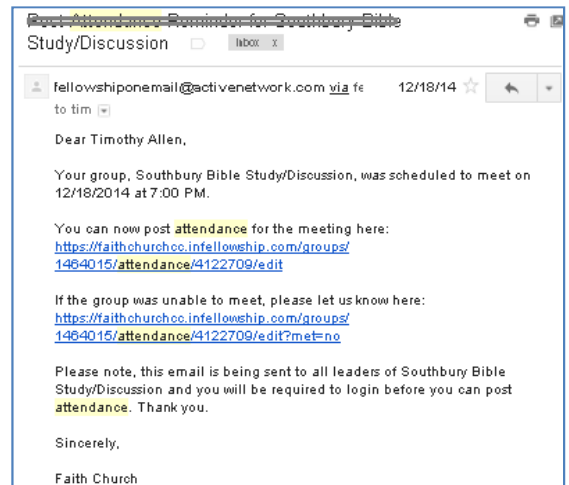 Post Attendance Reminder for Southbury Bible
Study/Discussion Inbox x
fellowshiponemail@activenetwork.com via fe 12/18/14
to tim
Dear Timothy Allen,
Your group, Southbury Bible Study/Discussion, was scheduled to meet on
12/18/2014 at 7:00 PM.
You can now post attendance for the meeting here:
https://faithchurchcc.infellowship.com/groups/
1464015/attendance/4122709/edit
If the group was unable to meet, please let us know here:
https://faithchurchcc.infellowship.com/groups/
1464015/attendance/4122709/edit?met=no
Please note, this email is being sent to all leaders of Southbury Bible
Study/Discussion and you will be required to login before you can post
attendance. Thank you.
Sincerely,
Faith Church